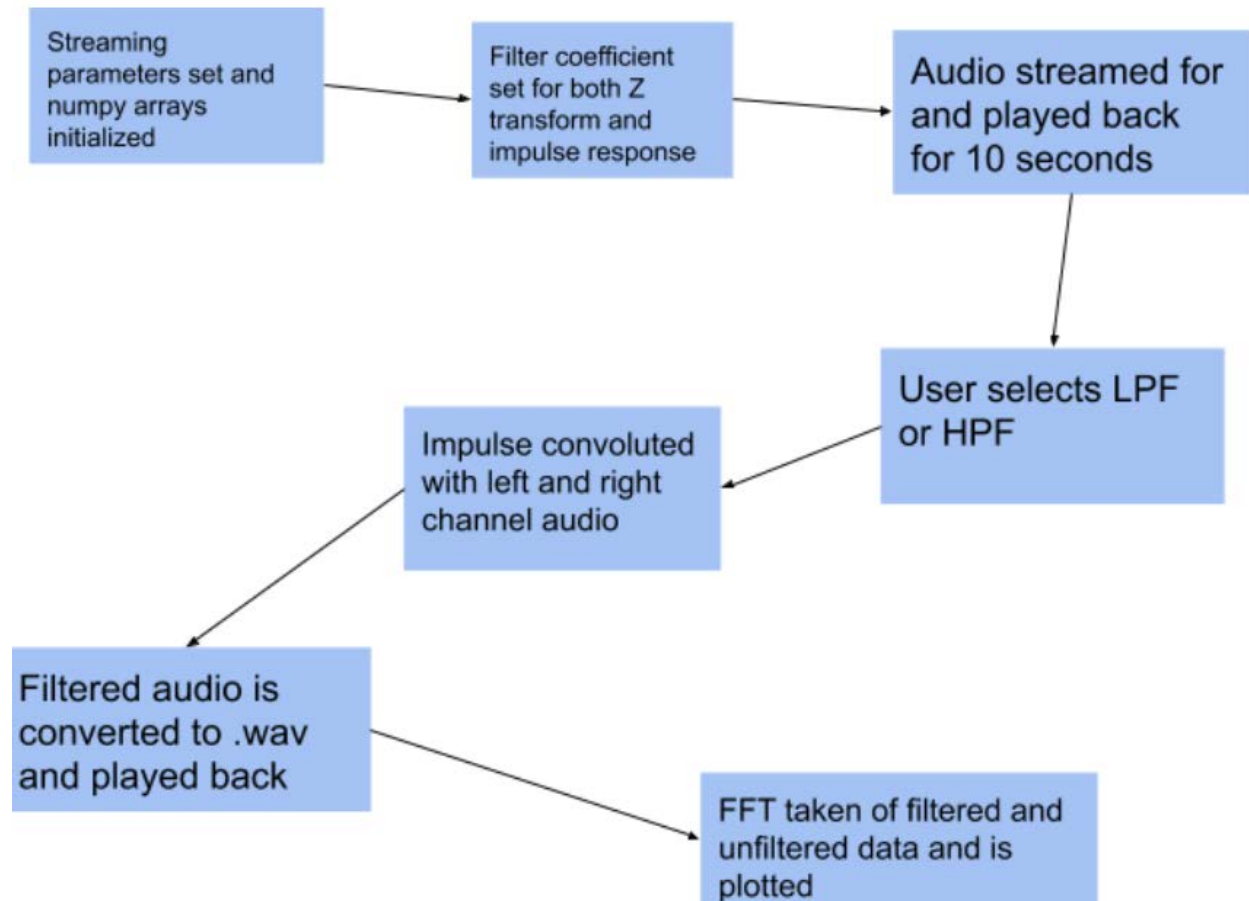 Streaming
parameters set and
numpy arrays
initialized
Filter coefficient
set for both Z
transform and
impulse response
Audio streamed for
and played back
for 10 seconds
User selects LPF
or HPF
Impulse convoluted
with left and right
channel audio
Filtered audio is
converted to .wav
and played back
FFT taken of filtered and
unfiltered data and is
plotted